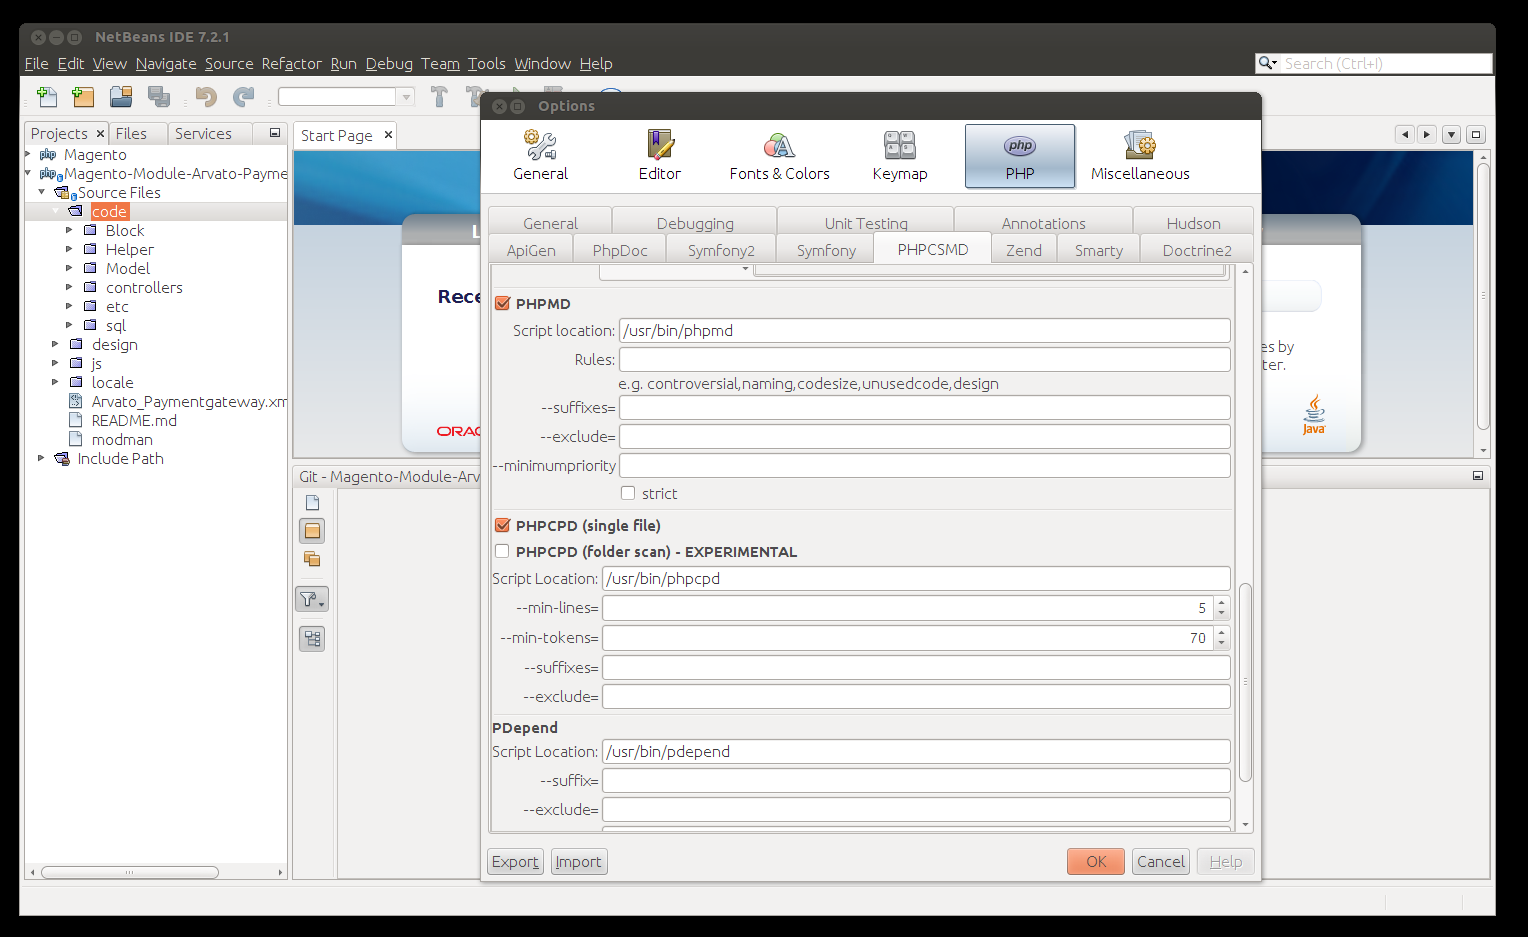 NetBeans IDE 7.2.1
File Edit View Navigate Source Refactor Run Debug Team Tools Window Help
Search (Ctrl+I)
Projects Files Services
Magento
Magento-Module-Arvato-Payme
Source Files
code
Block
Helper
Model
controllers
etc
sql
design
js
locale
Arvato_Paymentgateway.xm
README.md
modman
Include Path
Start Page
Rece
ORAC
es by
ter.
Java
Git - Magento-Module-Arv
Options
General Editor Fonts & Colors Keymap php PHP Miscellaneous
General Debugging Unit Testing Annotations Hudson
ApiGen PhpDoc Symfony2 Symfony PHPCSMD Zend Smarty Doctrine2
PHPMD
Script location: /usr/bin/phpmd
Rules:
e.g. controversial,naming,codesize,unusedcode,design
--suffixes=
--exclude=
--minimumpriority
strict
PHPCPD (single file)
PHPCPD (folder scan) - EXPERIMENTAL
Script Location: /usr/bin/phpcpd
--min-lines= 5
--min-tokens= 70
--suffixes=
--exclude=
PDepend
Script Location: /usr/bin/pdepend
--suffix=
--exclude=
Export Import OK Cancel Help